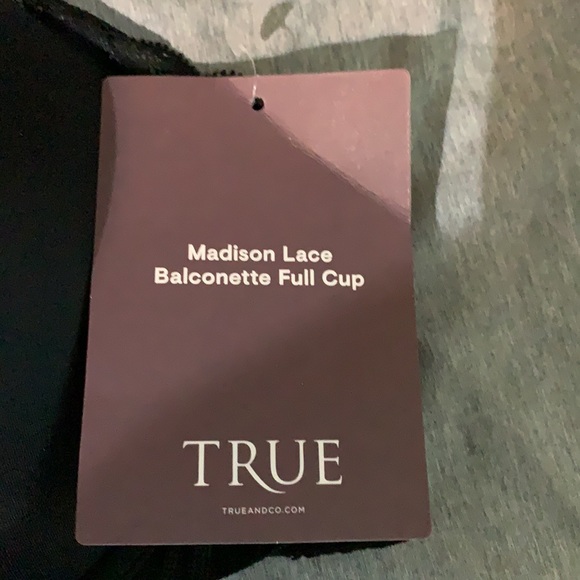 Madison Lace
Balconette Full Cup
TRUE
TRUEANDCO.COM